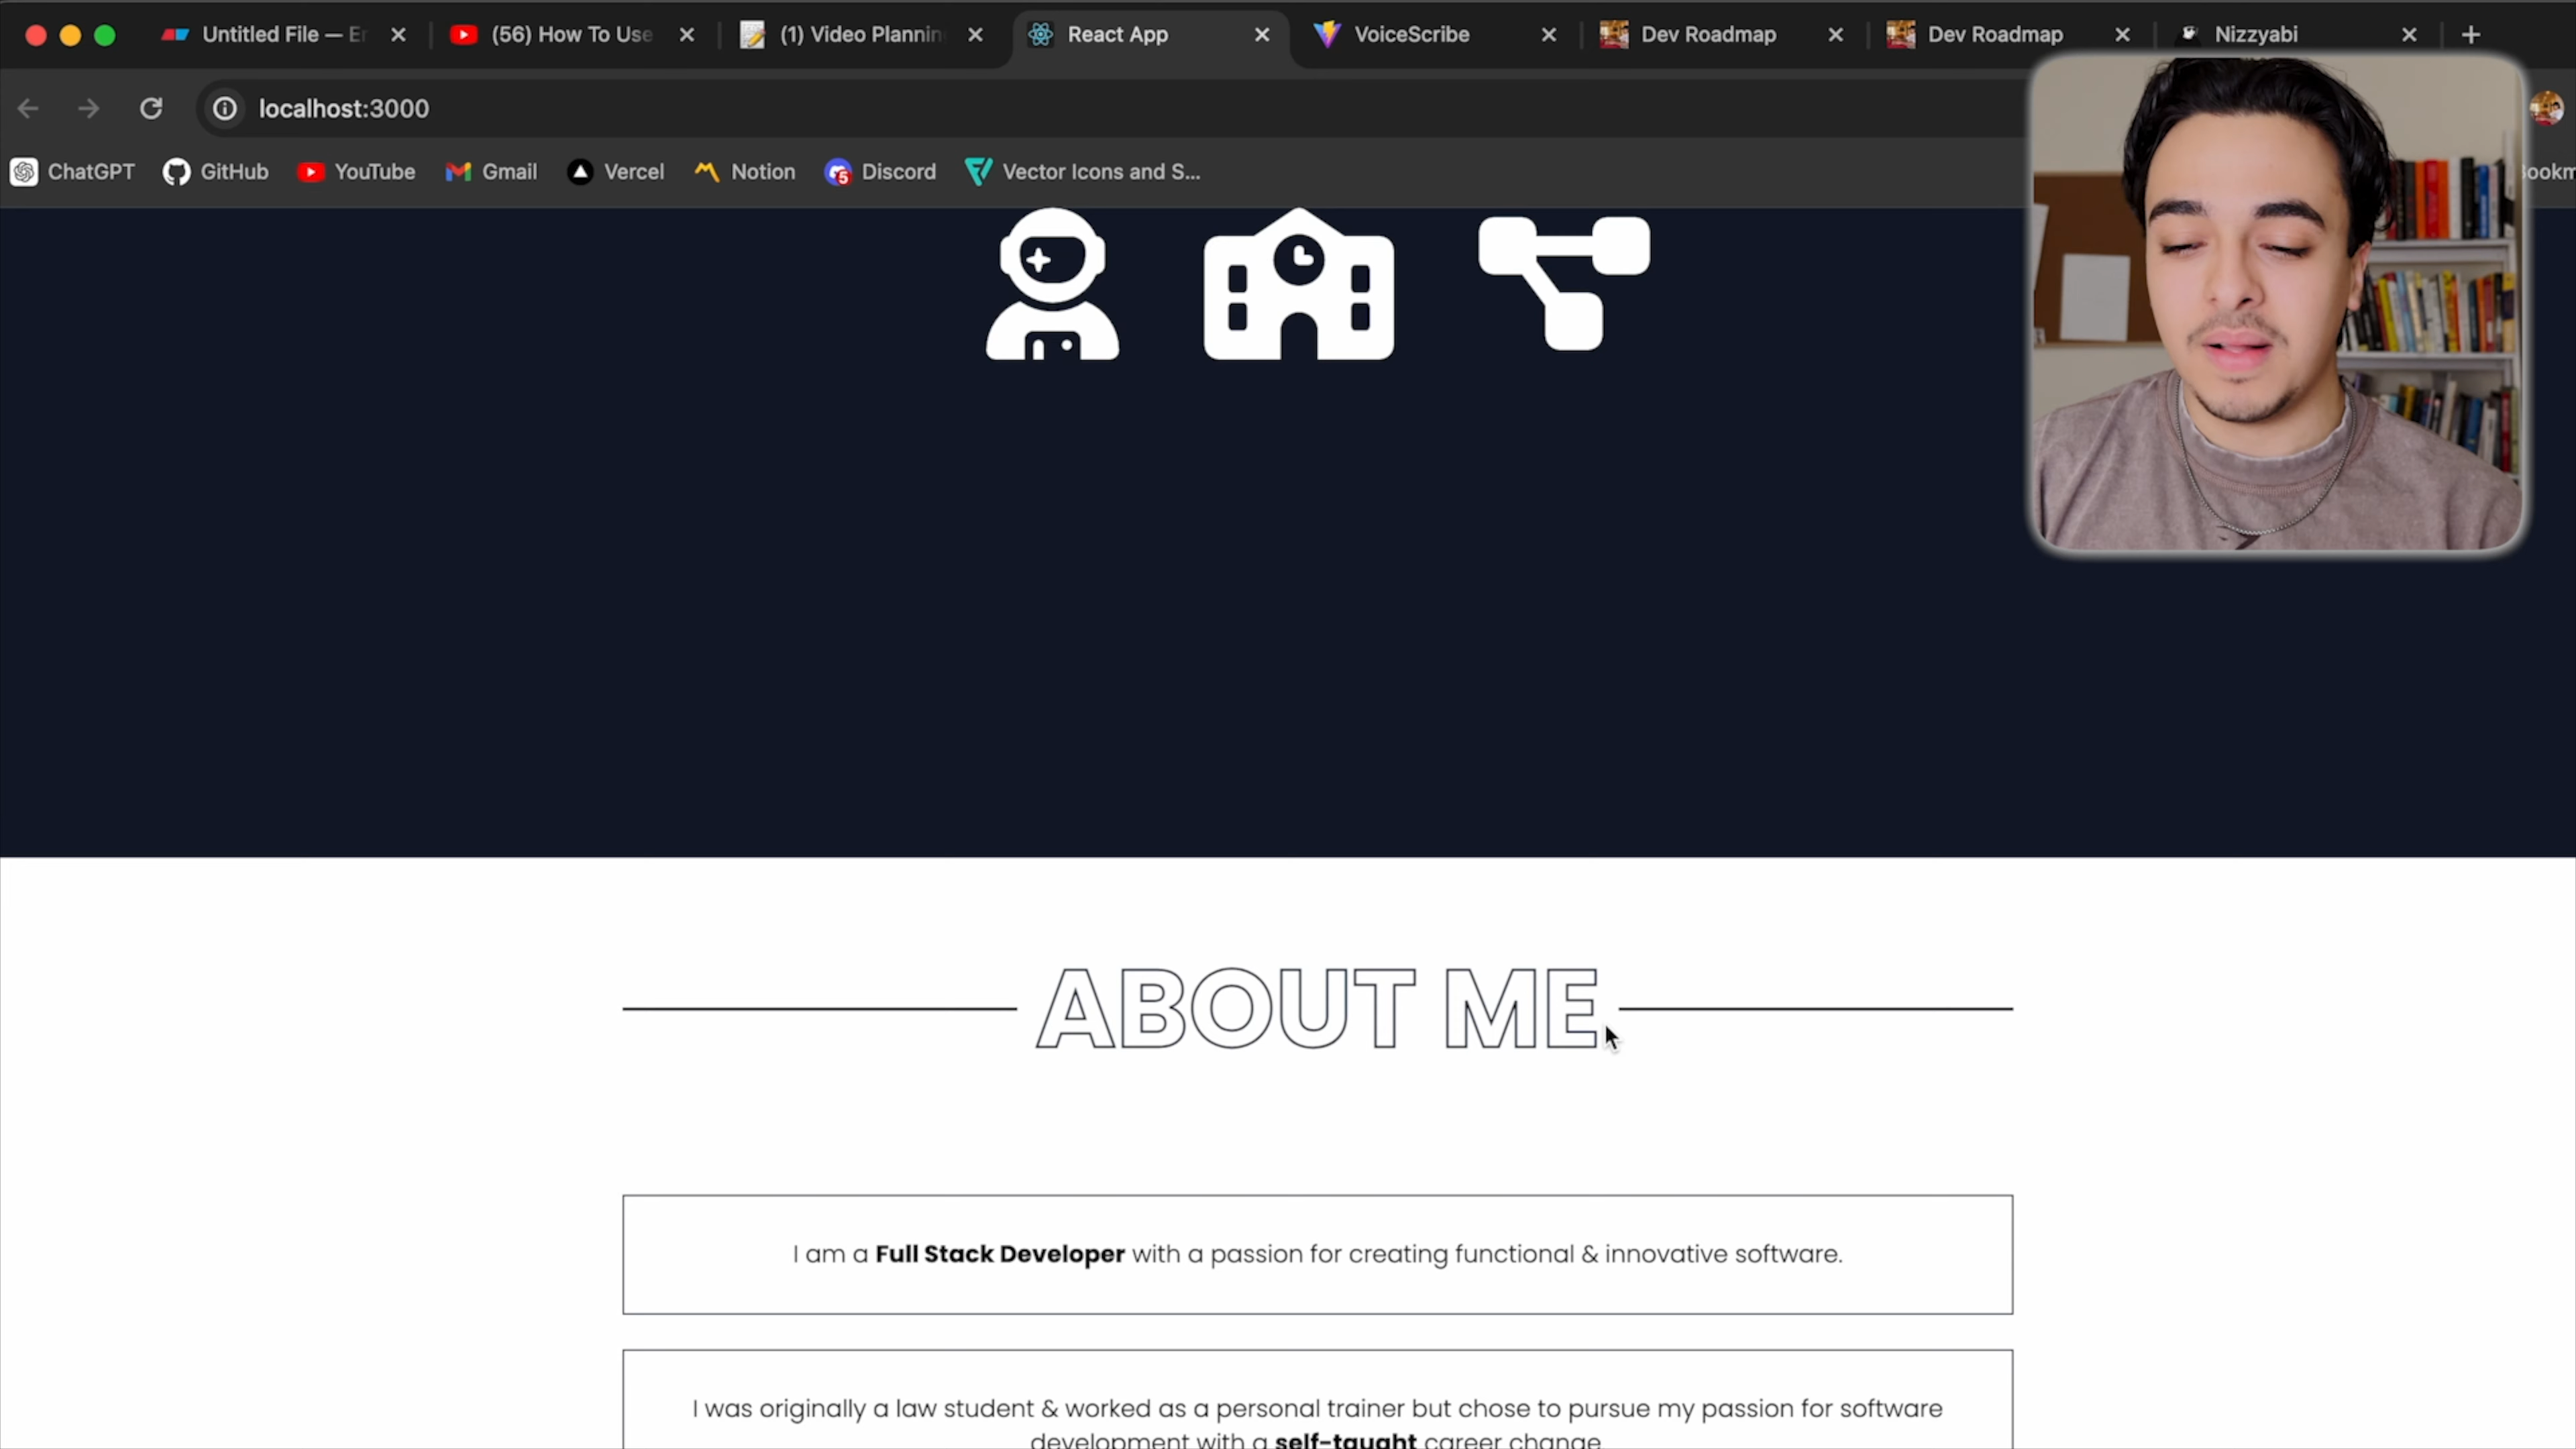 Untitled File — Er
(56) How To Use
(1) Video Planning
React App
VoiceScribe
Dev Roadmap
Dev Roadmap
Nizzyabi
localhost:3000
ChatGPT
GitHub
YouTube
Gmail
Vercel
Notion
5
Discord
Vector Icons and S...
ABOUT ME
I am a Full Stack Developer with a passion for creating functional & innovative software.
I was originally a law student & worked as a personal trainer but chose to pursue my passion for software
development with a self-taught career change